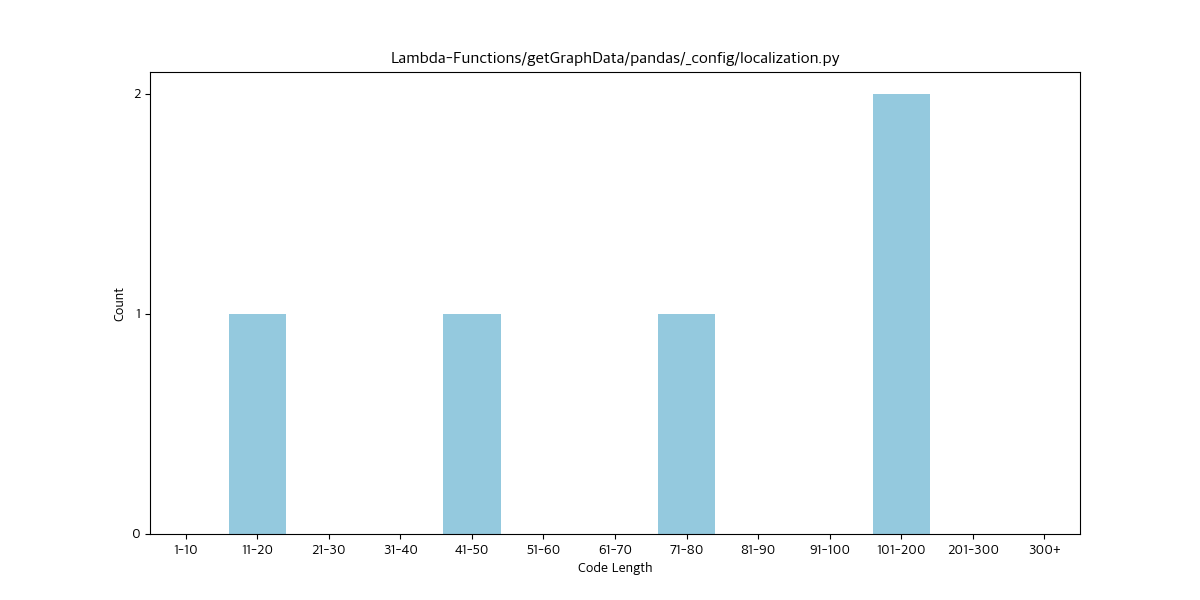 Lambda-Functions/getGraphData/pandas/_config/localization.py
2
1
0
Count
1-10 11-20 21-30 31-40 41-50 51-60 61-70 71-80 81-90 91-100 101-200 201-300 300+
Code Length